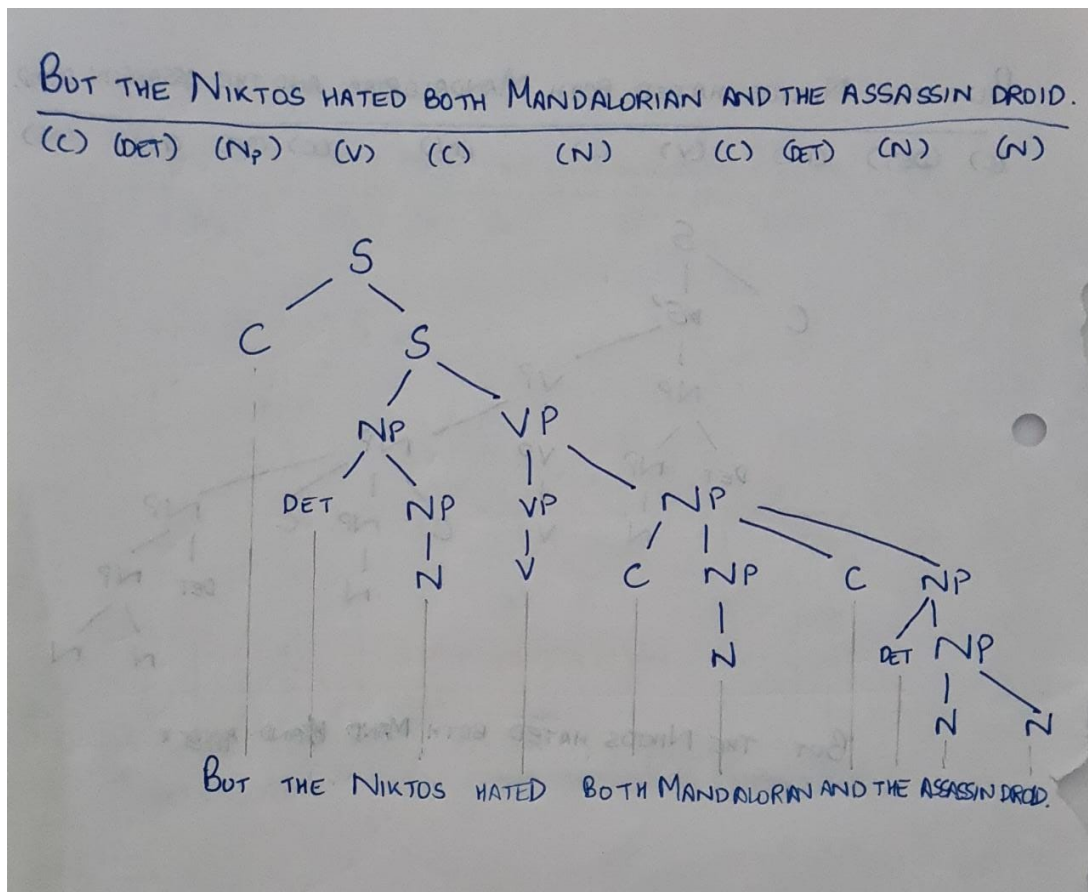 BUT THE NIKTOS HATED BOTH MANDALORIAN AND THE ASSASSIN DROID.
(C) (DET) (NP) (V) (C) (N) (C) (DET) (N) (N)
S
C S
NP VP
DET NP VP NP
N V C NP C NP
N DET NP
N N
BUT THE NIKTOS HATED BOTH MANDALORAN AND THE ASSASSIN DROID.